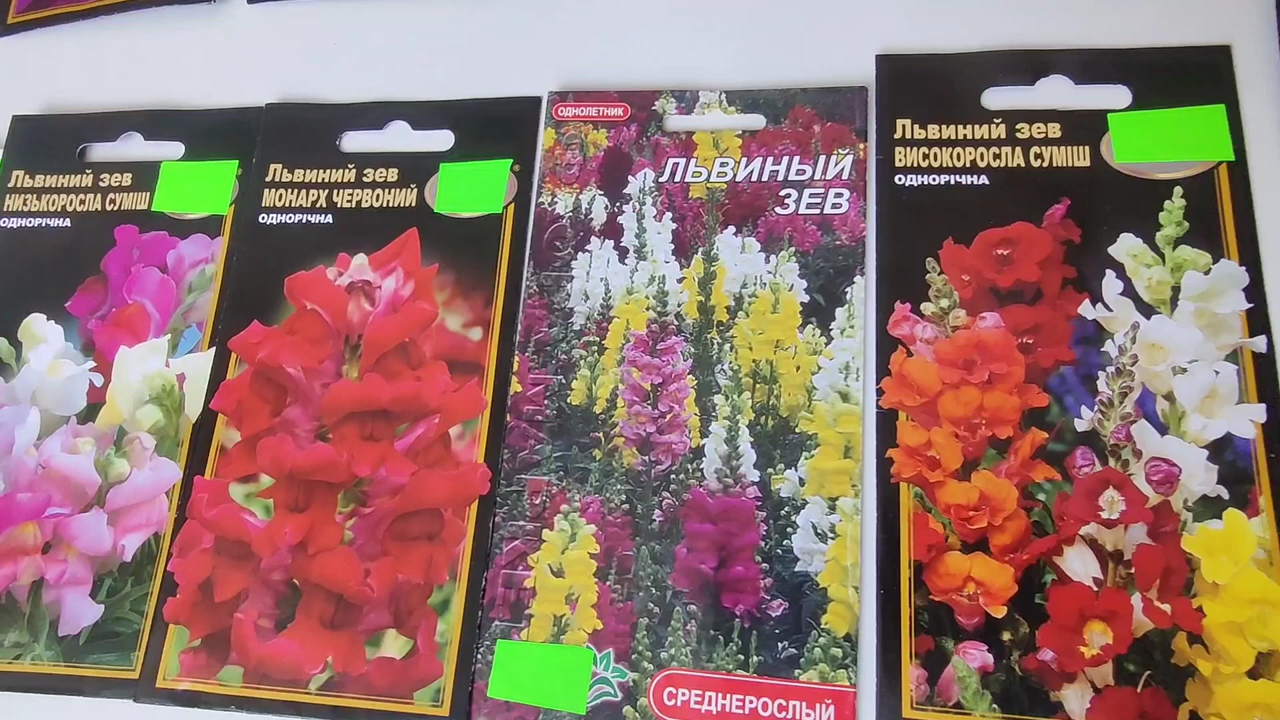 Львиний зев
НИЗЬКОРОСЛА СУМІШ
ОДНОРІЧНА
Львиний зев
МОНАРХ ЧЕРВОНИЙ
ОДНОРІЧНА
ОДНОЛЕТНИК
ЛЬВИНЫЙ
ЗЕВ
СРЕДНЕРОСЛЫЙ
Львиний зев
ВИСОКОРОСЛА СУМІШ
ОДНОРІЧНА